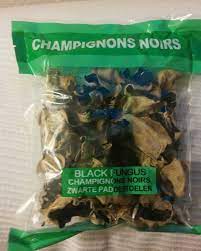 CHAMPIGNONS NOIRS
BLACK FUNGUS
CHAMPIGNONS NOIRS,
ZWARTE PADDESTOELEN